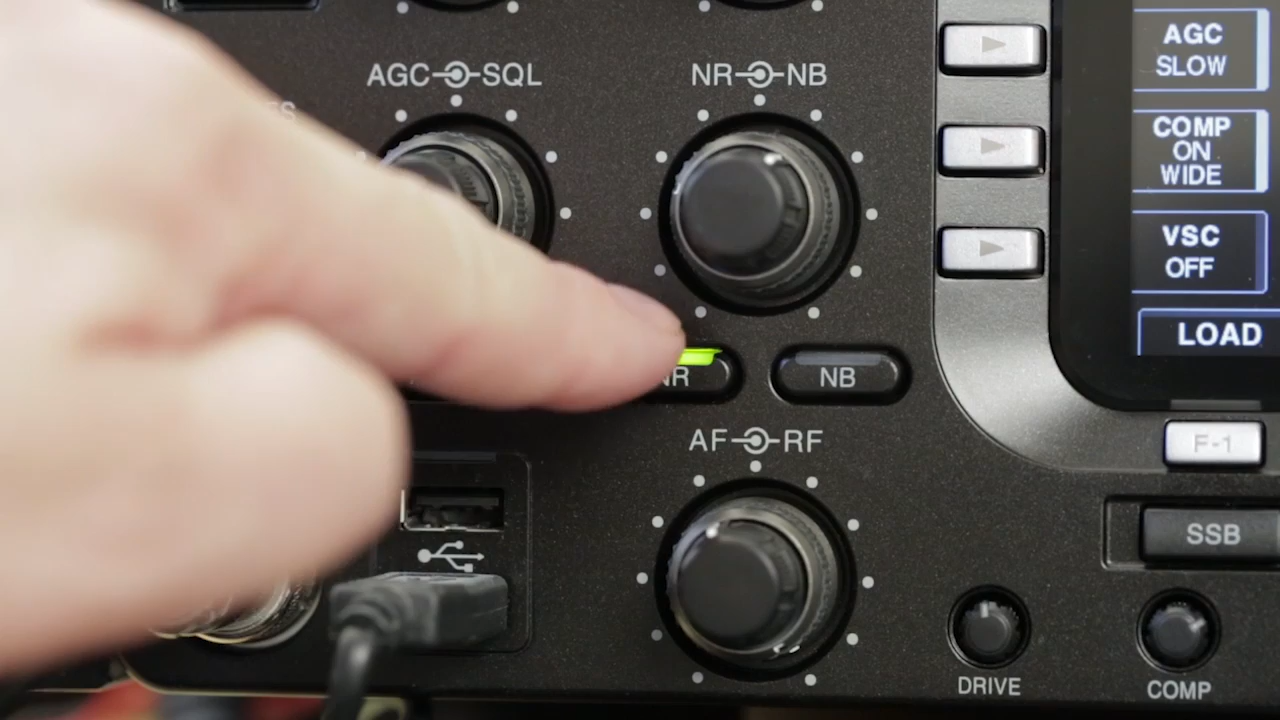 AGC SQL
NR NB
AGC
SLOW
COMP
ON
WIDE
VSC
OFF
LOAD
NR
NB
AF RF
F-1
SSB
DRIVE
COMP